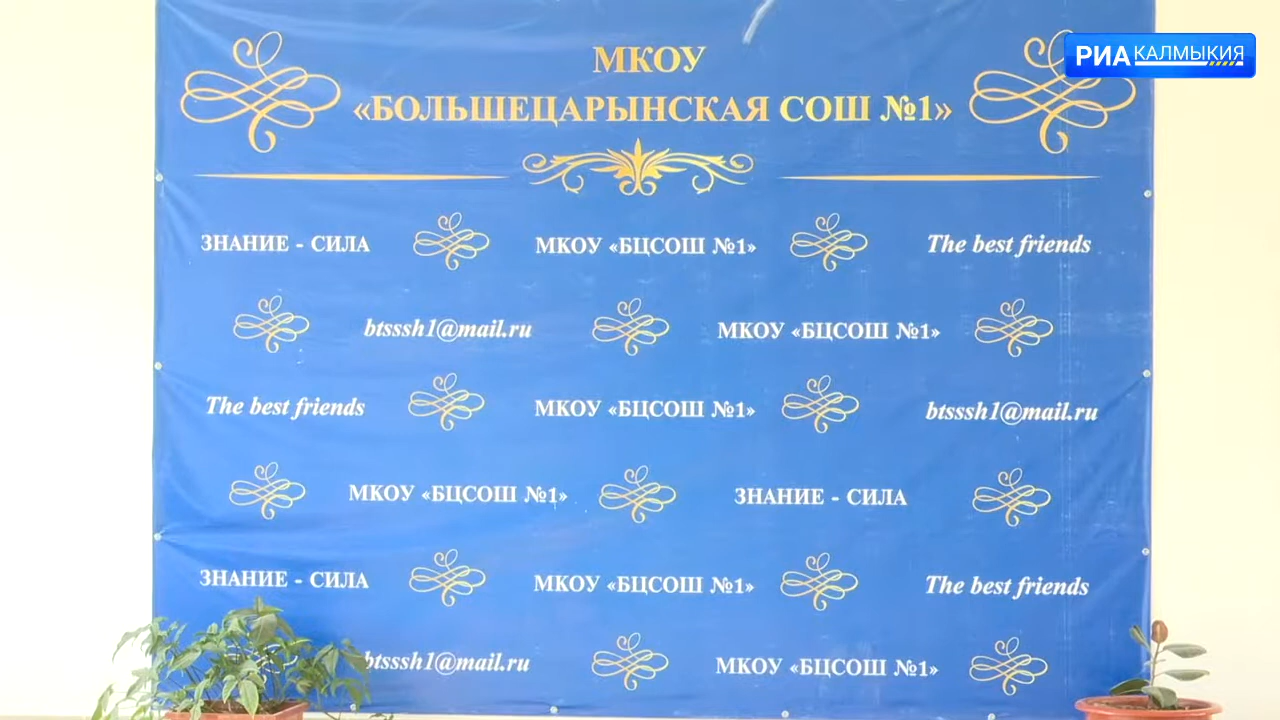 РИА КАЛМЫКИЯ
МКОУ
«БОЛЬШЕЦАРЫНСКАЯ СОШ №1»
ЗНАНИЕ - СИЛА МКОУ «БЦСОШ №1» The best friends
btsssh1@mail.ru МКОУ «БЦСОШ №1»
The best friends МКОУ «БЦСОШ №1» btsssh1@mail.ru
МКОУ «БЦСОШ №1» ЗНАНИЕ - СИЛА
ЗНАНИЕ - СИЛА МКОУ «БЦСОШ №1» The best friends
btsssh1@mail.ru МКОУ «БЦСОШ №1»